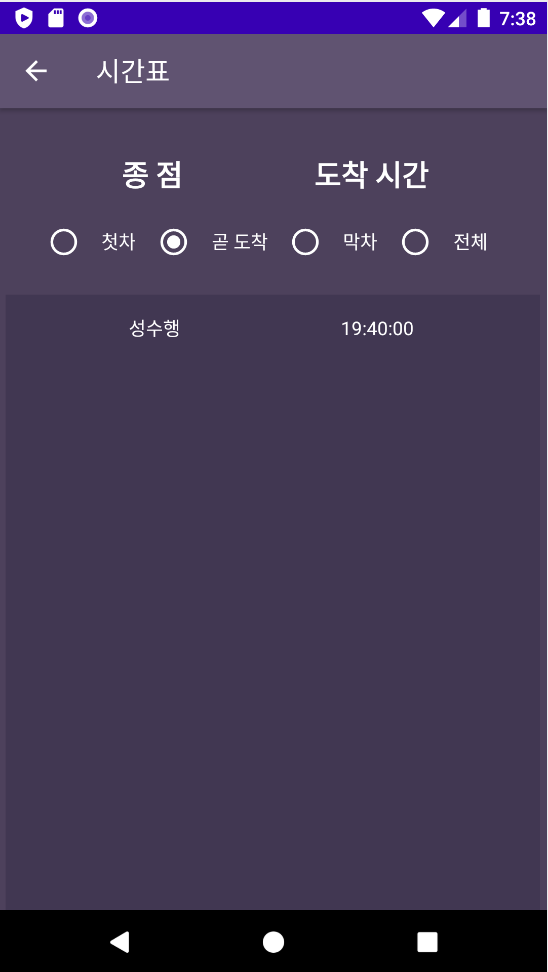 7:38
시간표
종 점 도착 시간
첫차 곧 도착 막차 전체
성수행 19:40:00